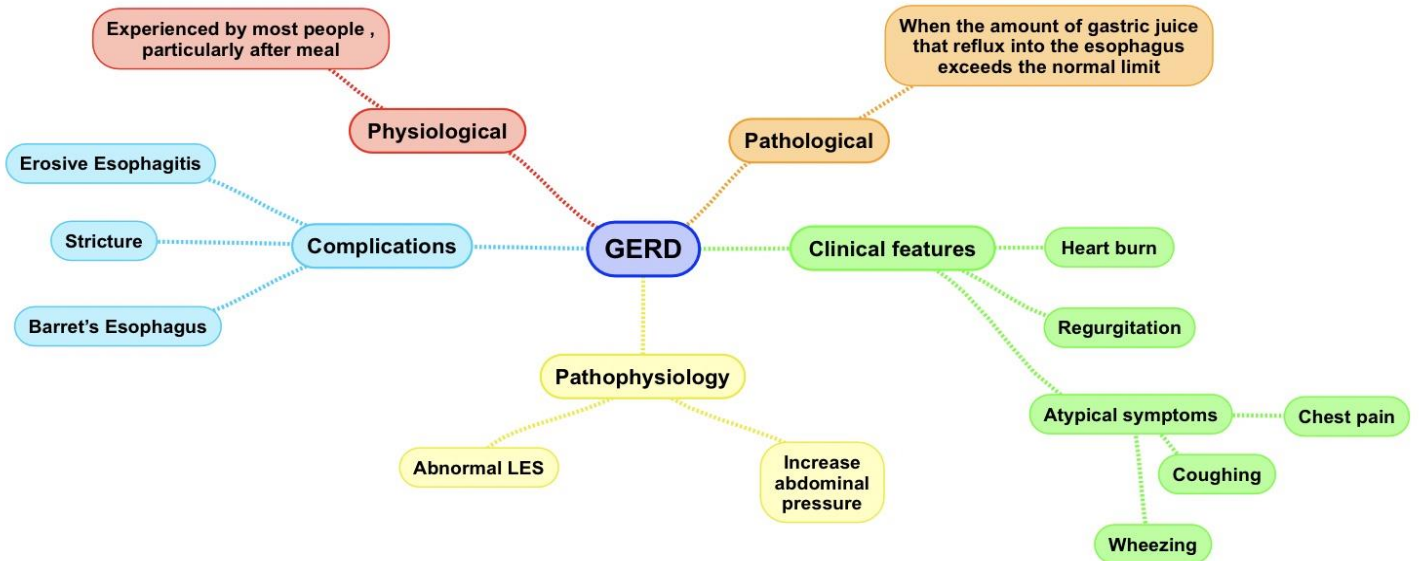 Experienced by most people ,
particularly after meal
When the amount of gastric juice
that reflux into the esophagus
exceeds the normal limit
Physiological
Pathological
Erosive Esophagitis
Stricture
Barret’s Esophagus
Complications
GERD
Clinical features
Heart burn
Regurgitation
Atypical symptoms
Chest pain
Coughing
Wheezing
Pathophysiology
Abnormal LES
Increase
abdominal
pressure